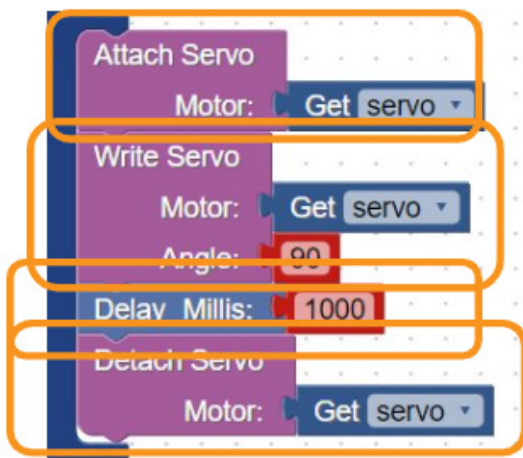 Attach Servo
Motor: Get servo
Write Servo
Motor: Get servo
Angle: 90
Delay Millis: 1000
Detach Servo
Motor: Get servo